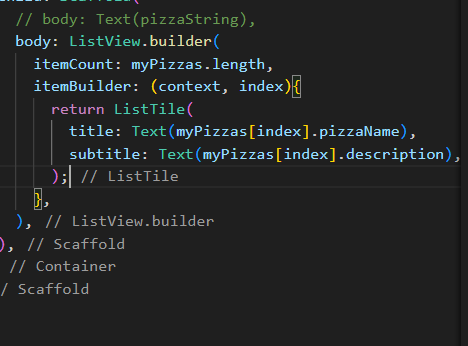 // body: Text(pizzaString),
body: ListView.builder(
itemCount: myPizzas.length,
itemBuilder: (context, index){
return ListTile(
title: Text(myPizzas[index].pizzaName),
subtitle: Text(myPizzas[index].description),
); // ListTile
},
), // ListView.builder
), // Scaffold
// Container
/ Scaffold